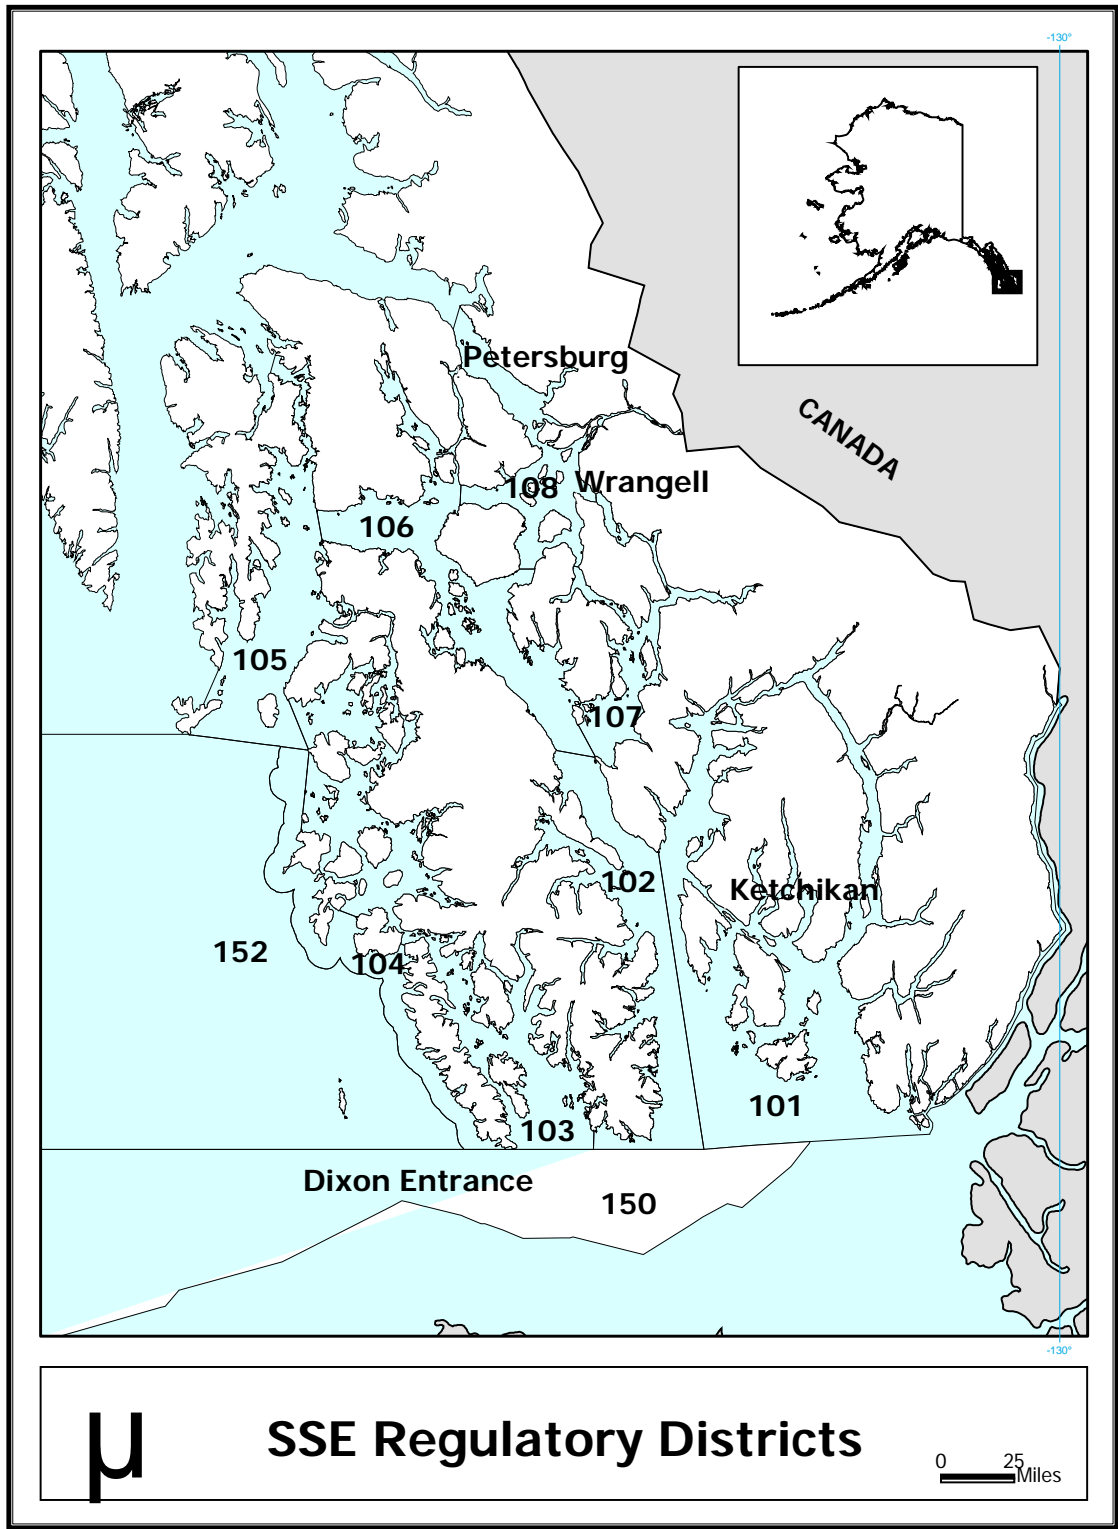 -130°
Petersburg
CANADA
108
Wrangell
106
105
107
102
Ketchikan
152
104
101
103
Dixon Entrance
150
-130°
µ
SSE Regulatory Districts
0 25
Miles